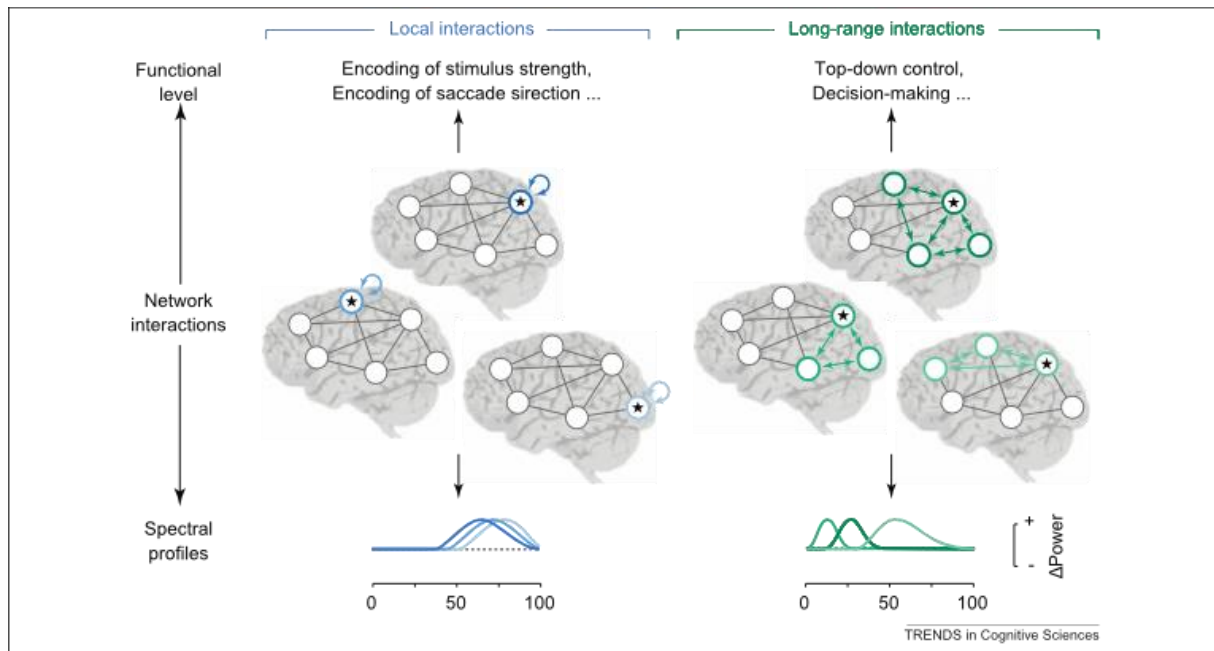 Local interactions
Long-range interactions
Functional
level
Encoding of stimulus strength,
Encoding of saccade sirection ...
Top-down control,
Decision-making ...
Network
interactions
Spectral
profiles
+
-
ΔPower
0 50 100
0 50 100
TRENDS in Cognitive Sciences